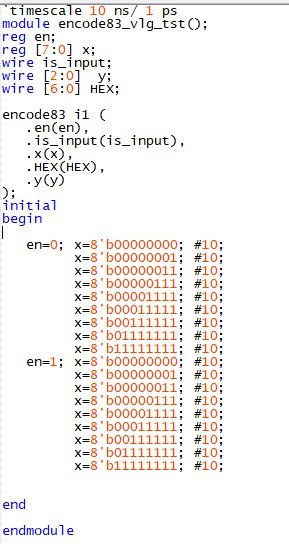 `timescale 10 ns/ 1 ps
module encode83_vlg_tst();
reg en;
reg [7:0] x;
wire is_input;
wire [2:0]  y;
wire [6:0] HEX;
encode83 i1 (
.en(en),
.is_input(is_input),
.x(x),
.HEX(HEX),
.y(y)
);
initial
begin
en=0; x=8'b00000000; #10;
x=8'b00000001; #10;
x=8'b00000011; #10;
x=8'b00000111; #10;
x=8'b00001111; #10;
x=8'b00011111; #10;
x=8'b00111111; #10;
x=8'b01111111; #10;
x=8'b11111111; #10;
en=1; x=8'b00000000; #10;
x=8'b00000001; #10;
x=8'b00000011; #10;
x=8'b00000111; #10;
x=8'b00001111; #10;
x=8'b00011111; #10;
x=8'b00111111; #10;
x=8'b01111111; #10;
x=8'b11111111; #10;
end
endmodule